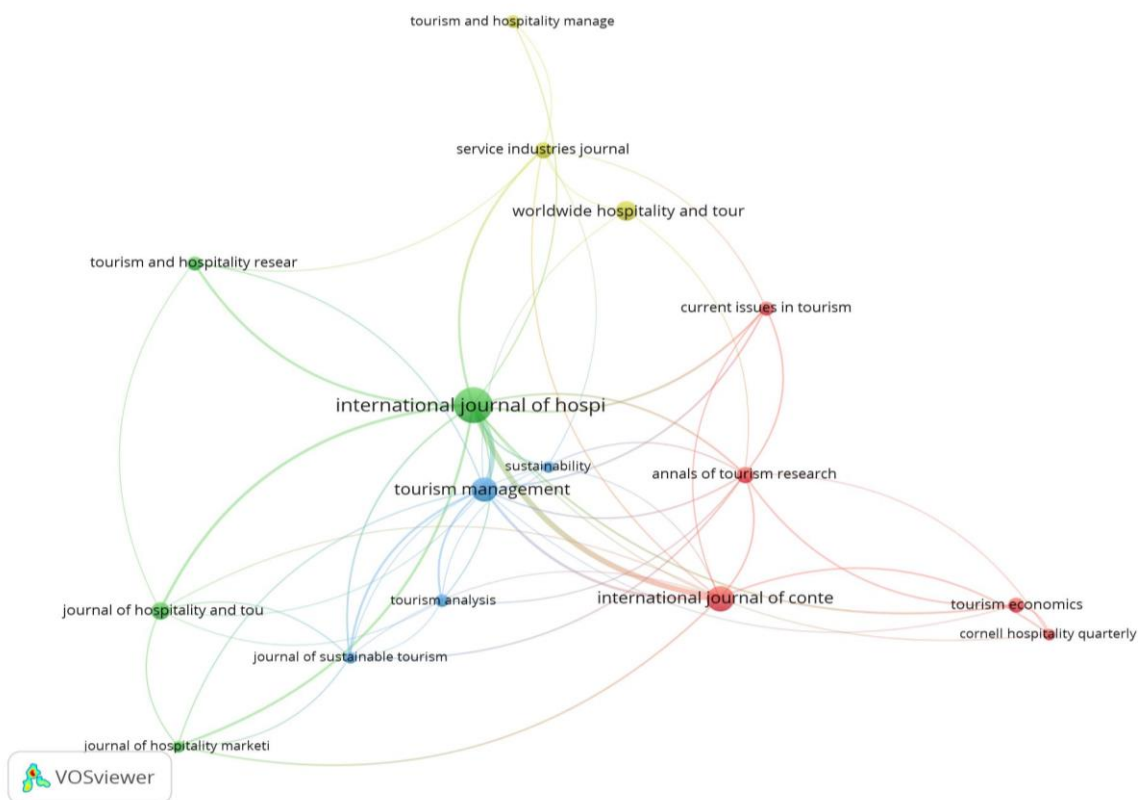 tourism and hospitality manage
service industries journal
worldwide hospitality and tour
tourism and hospitality resear
current issues in tourism
international journal of hospi
sustainability
annals of tourism research
tourism management
international journal of conte
tourism analysis
tourism economics
journal of hospitality and tou
cornell hospitality quarterly
journal of sustainable tourism
journal of hospitality marketi
VOSviewer